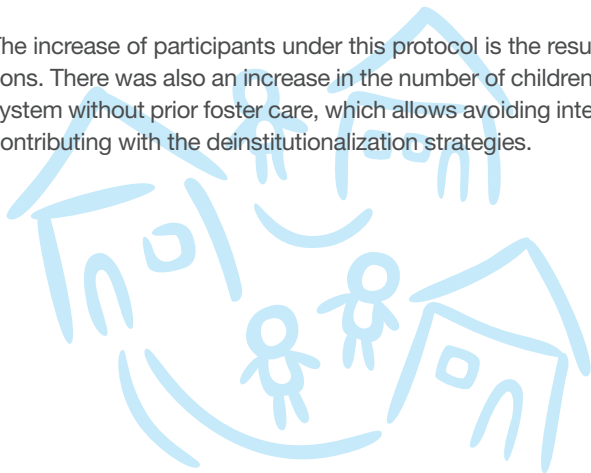 The increase of participants under this protocol is the resu
ons. There was also an increase in the number of children
ystem without prior foster care, which allows avoiding inte
ontributing with the deinstitutionalization strategies.